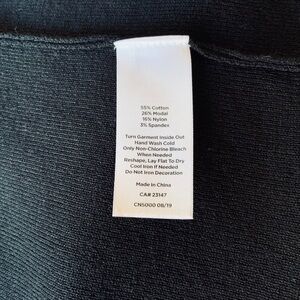 55% Cotton
26% Modal
16% Nylon
3% Spandex
Turn Garment Inside Out
Hand Wash Cold
Only Non-Chlorine Bleach
When Needed
Reshape, Lay Flat To Dry
Cool Iron If Needed
Do Not Iron Decoration
Made in China
CA# 23147
CN5000 08/19